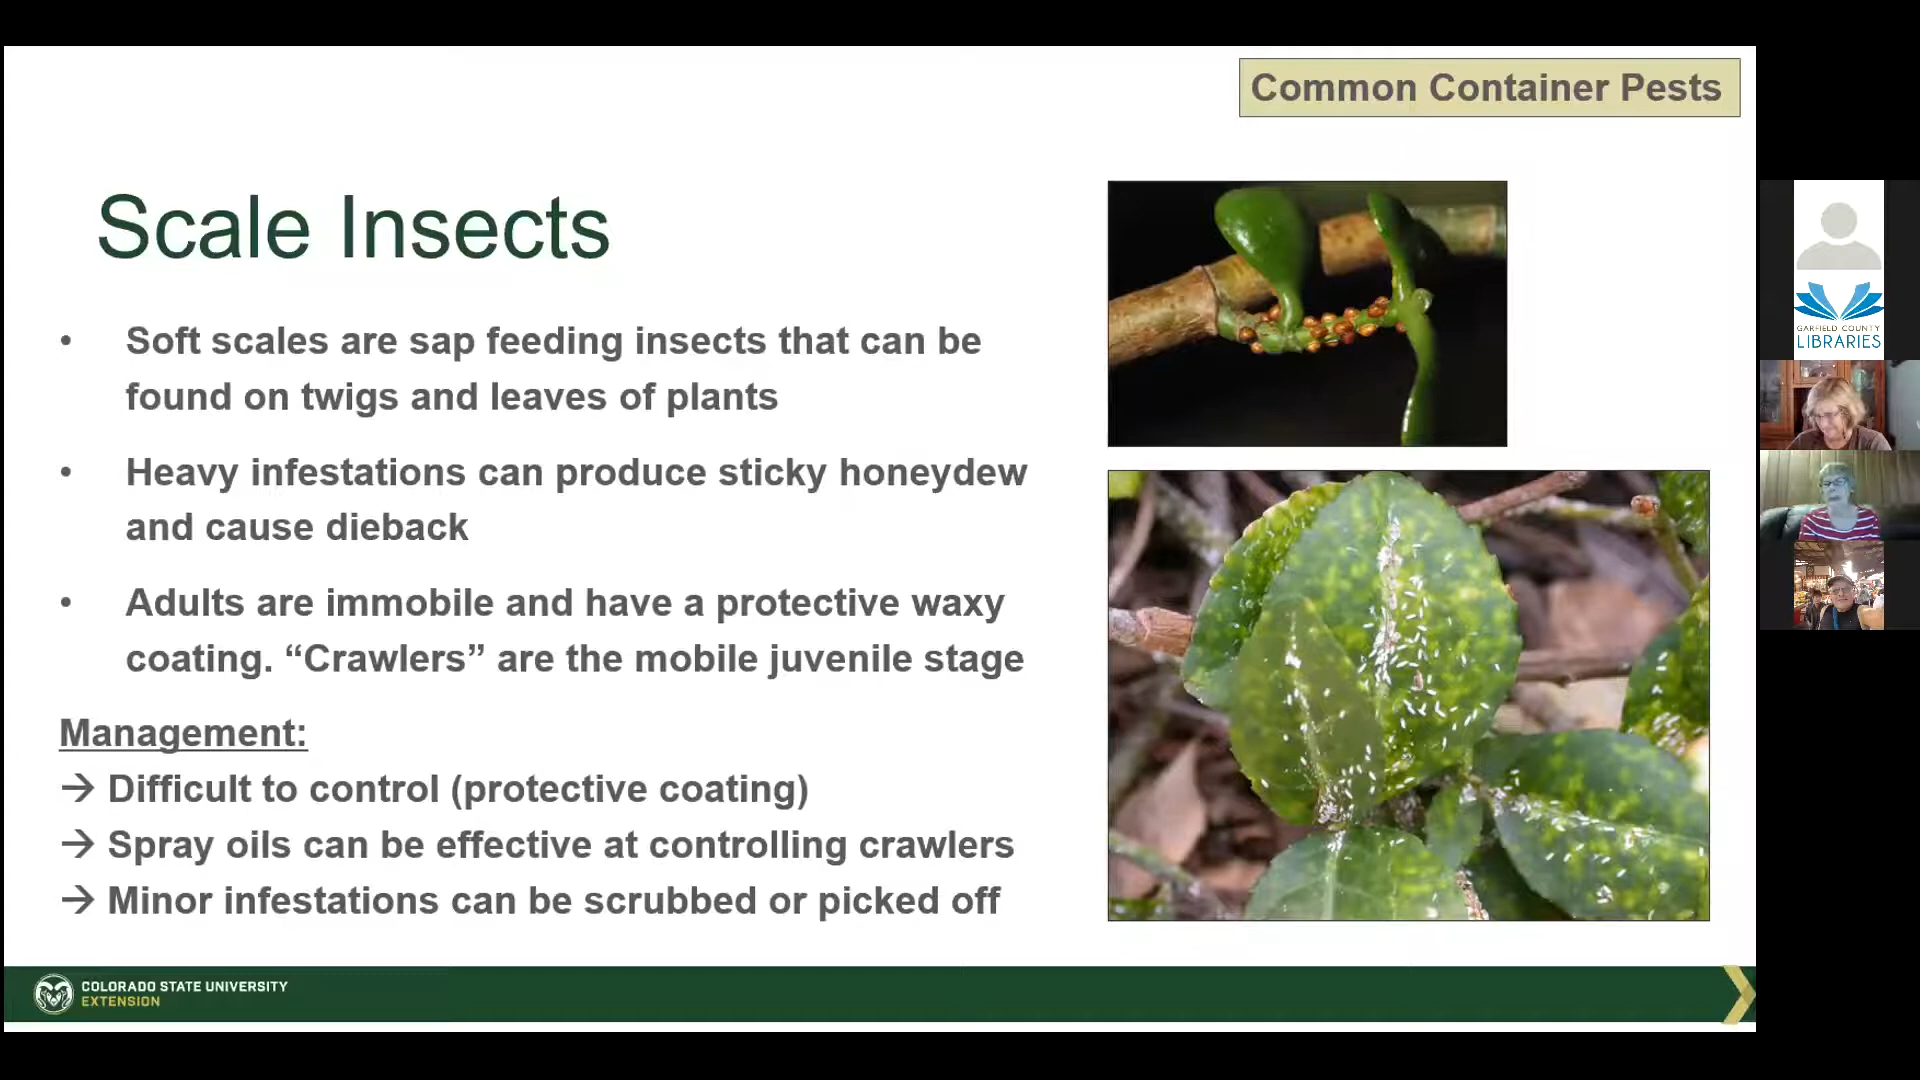 Common Container Pests
Scale Insects
• Soft scales are sap feeding insects that can be
found on twigs and leaves of plants
• Heavy infestations can produce sticky honeydew
and cause dieback
• Adults are immobile and have a protective waxy
coating. “Crawlers” are the mobile juvenile stage
Management:
→ Difficult to control (protective coating)
→ Spray oils can be effective at controlling crawlers
→ Minor infestations can be scrubbed or picked off
COLORADO STATE UNIVERSITY
EXTENSION
GARFIELD COUNTY
LIBRARIES